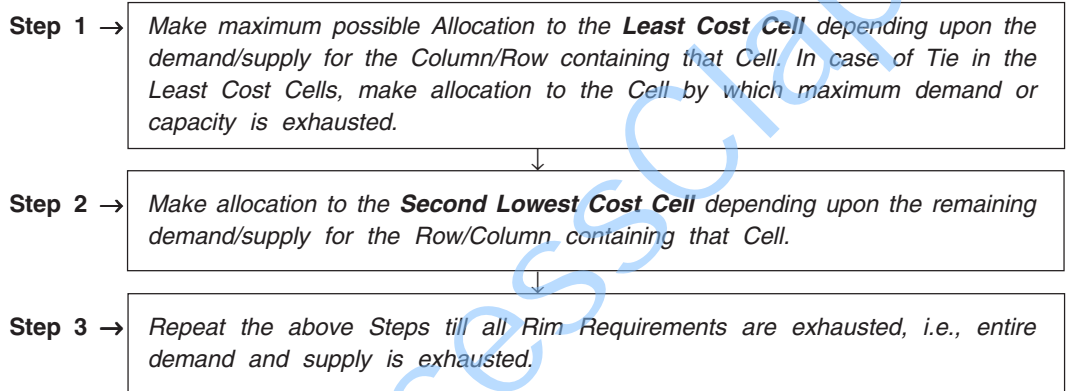 Step 1 → Make maximum possible Allocation to the Least Cost Cell depending upon the
demand/supply for the Column/Row containing that Cell. In case of Tie in the
Least Cost Cells, make allocation to the Cell by which maximum demand or
capacity is exhausted.
Step 2 → Make allocation to the Second Lowest Cost Cell depending upon the remaining
demand/supply for the Row/Column containing that Cell.
Step 3 → Repeat the above Steps till all Rim Requirements are exhausted, i.e., entire
demand and supply is exhausted.